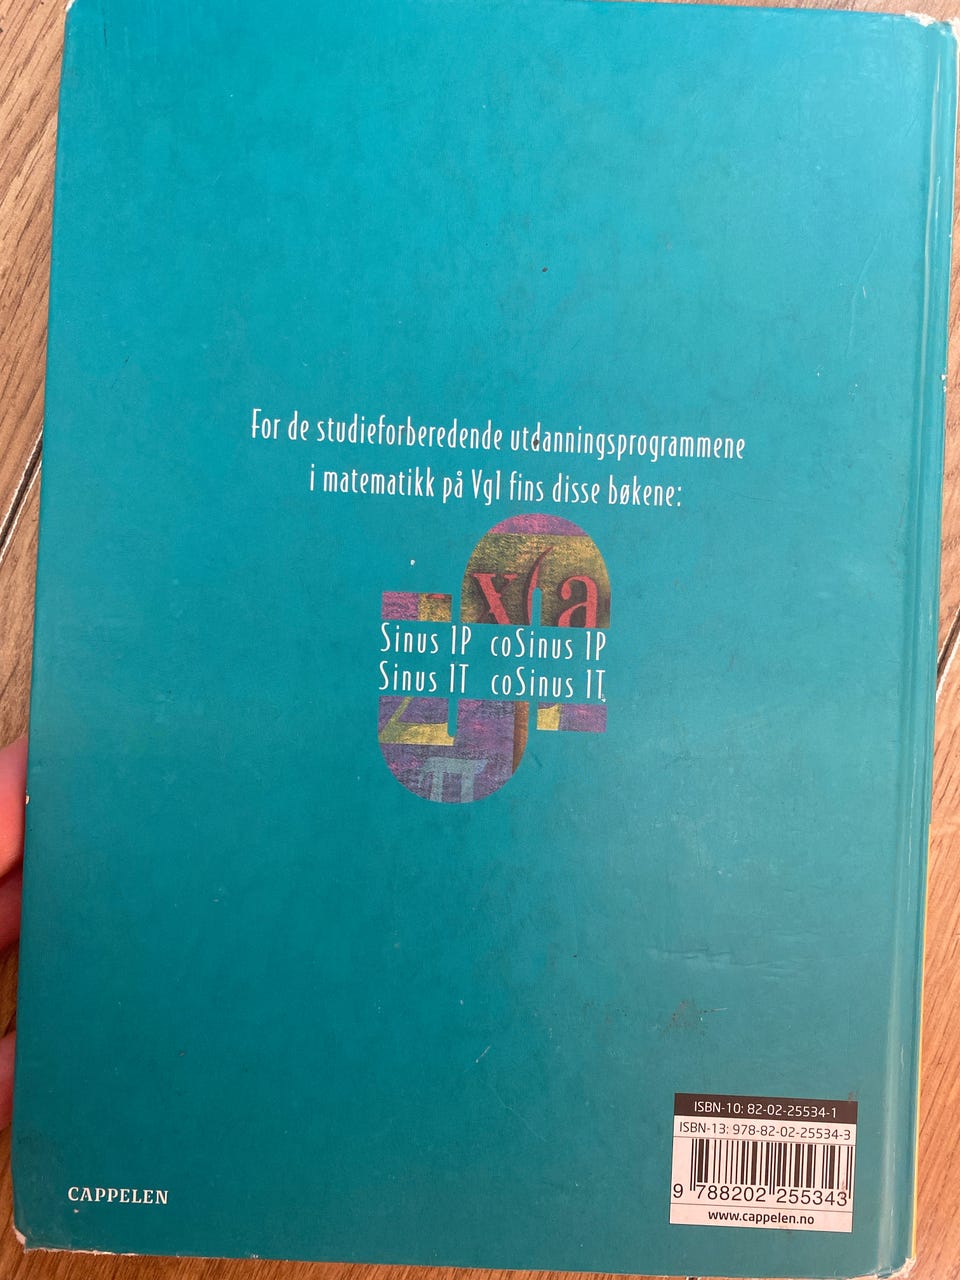 For de studieforberedende utdanningsprogrammene
i matematikk på Vg1 fins disse bøkene:
x a
Sinus 1P coSinus 1P
Sinus 1T coSinus 1T
π
ISBN-10: 82-02-25534-1
ISBN-13: 978-82-02-25534-3
9 788202 255343
www.cappelen.no
CAPPELEN